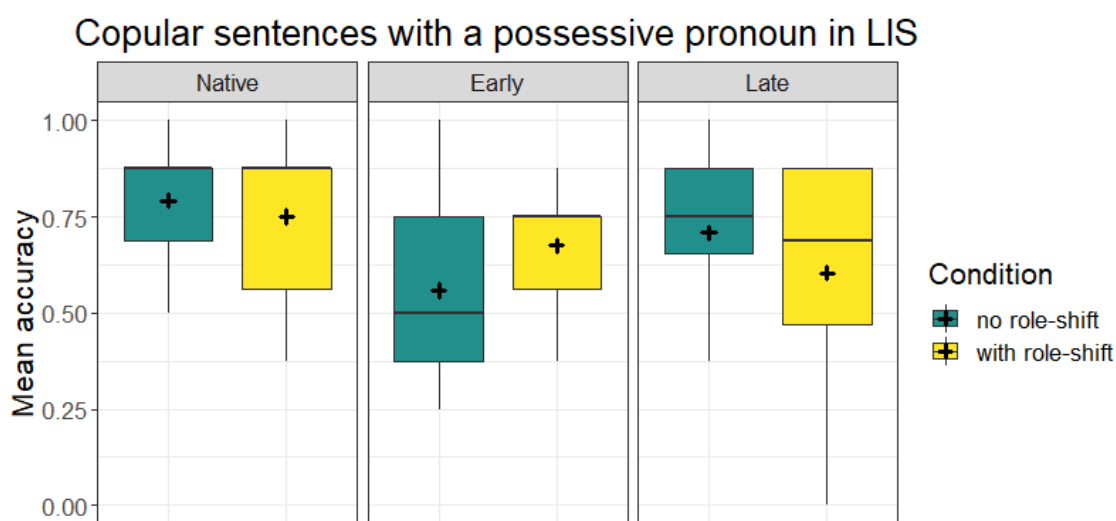 Copular sentences with a possessive pronoun in LIS
Native
Early
Late
Mean accuracy
1.00
0.75
0.50
0.25
0.00
Condition
no role-shift
with role-shift